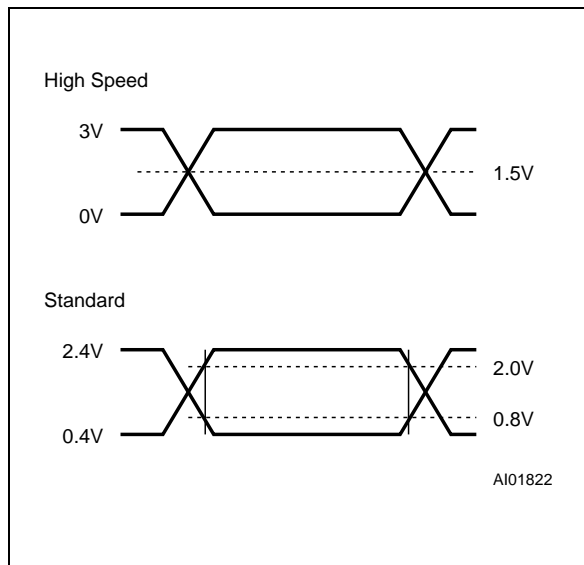 High Speed
3V
1.5V
0V
Standard
2.4V
2.0V
0.8V
0.4V
AI01822